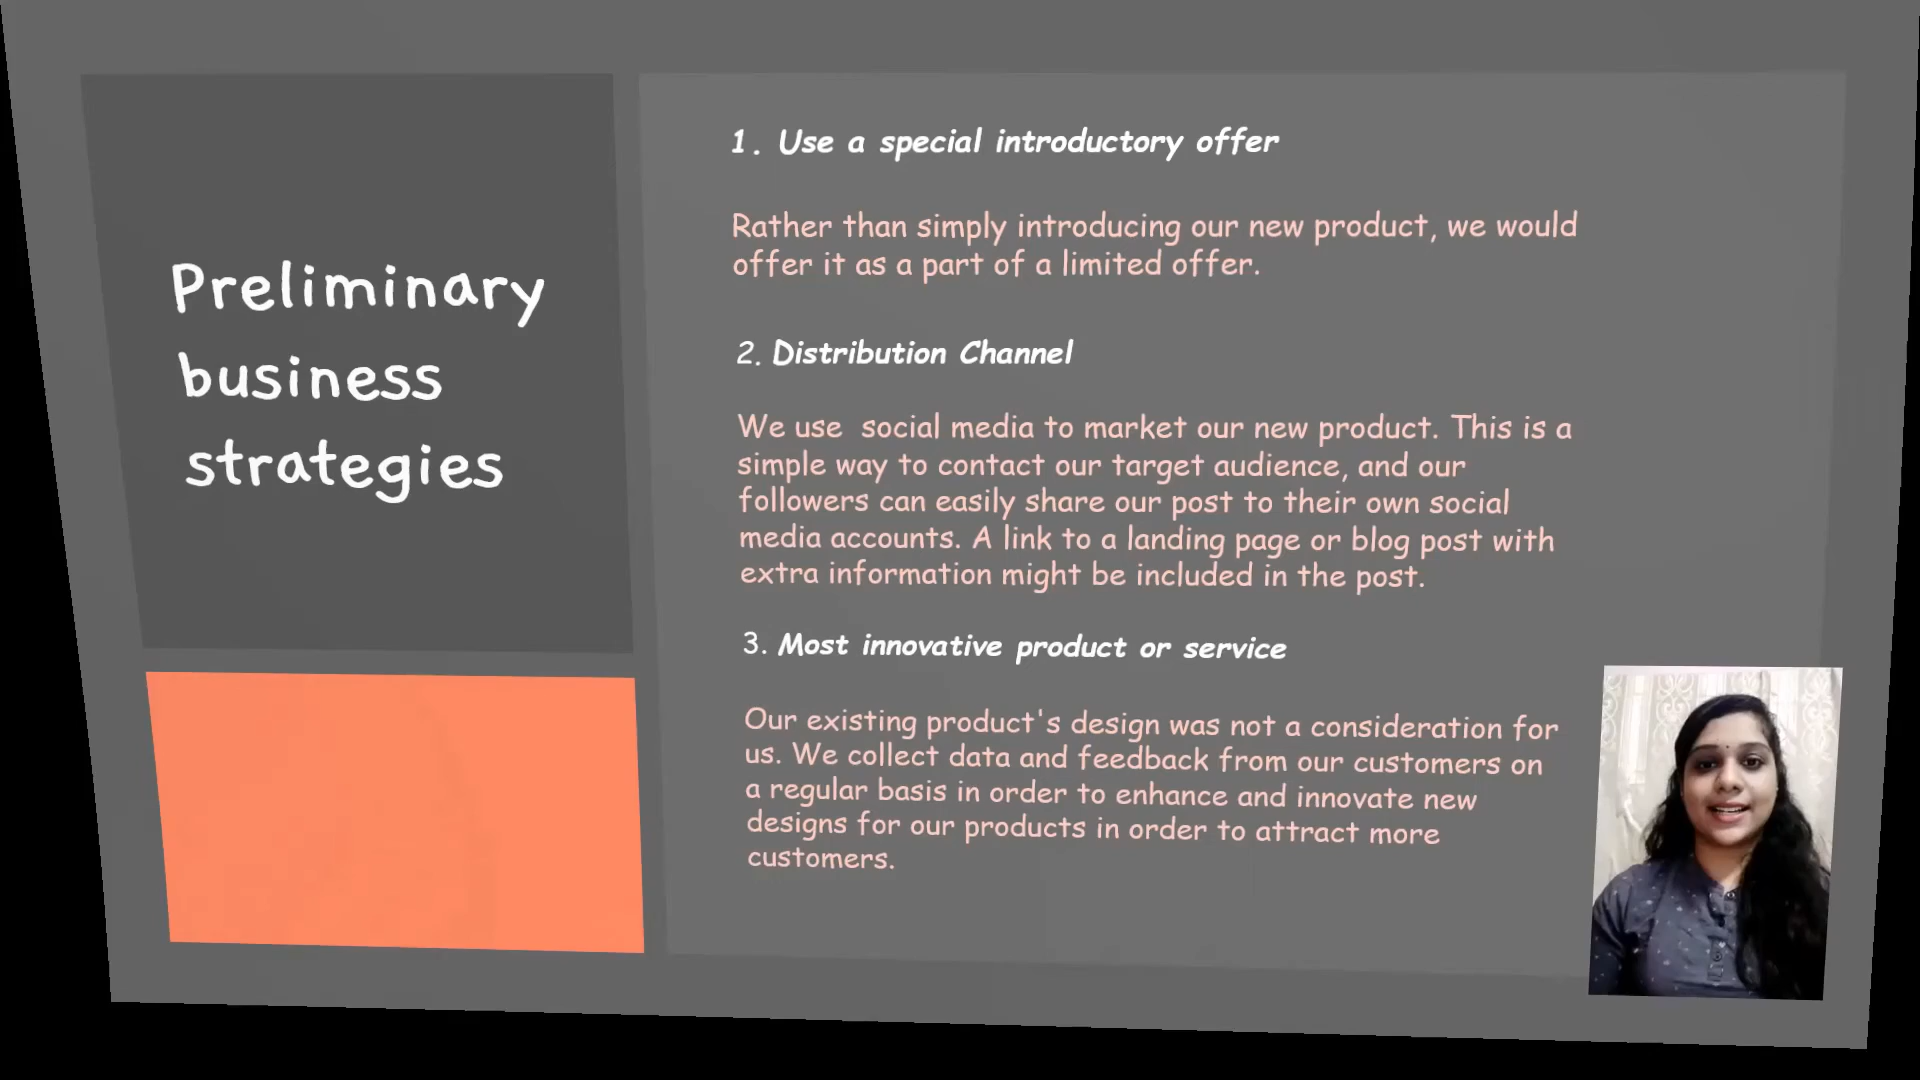 Preliminary
business
strategies
1. Use a special introductory offer
Rather than simply introducing our new product, we would
offer it as a part of a limited offer.
2. Distribution Channel
We use  social media to market our new product. This is a
simple way to contact our target audience, and our
followers can easily share our post to their own social
media accounts. A link to a landing page or blog post with
extra information might be included in the post.
3. Most innovative product or service
Our existing product's design was not a consideration for
us. We collect data and feedback from our customers on
a regular basis in order to enhance and innovate new
designs for our products in order to attract more
customers.